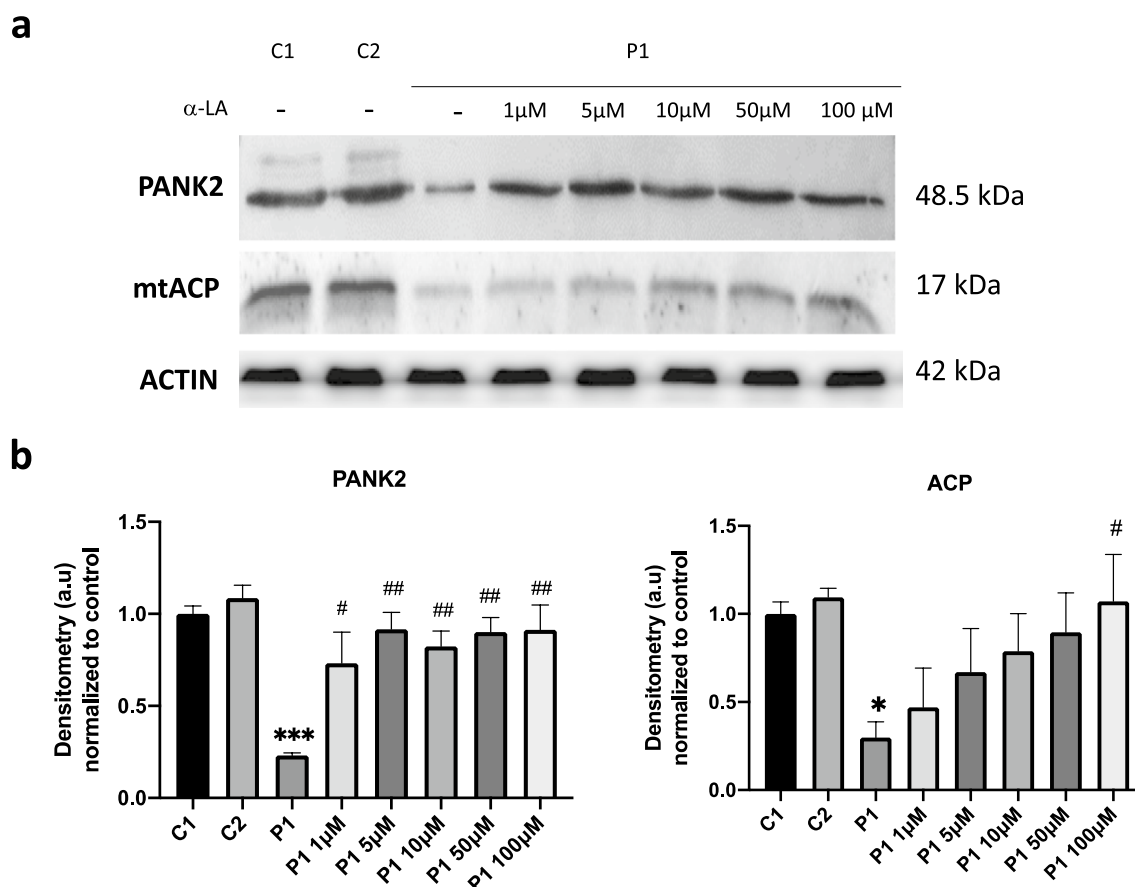 a
C1 C2 P1
α-LA - - - 1µM 5µM 10µM 50µM 100 µM
PANK2 48.5 kDa
mtACP 17 kDa
ACTIN 42 kDa
b
PANK2
Densitometry (a.u)
normalized to control
1.5
1.0
0.5
0.0
***
#
##
##
##
##
C1
C2
P1
P1 1µM
P1 5µM
P1 10µM
P1 50µM
P1 100µM
ACP
Densitometry (a.u)
normalized to control
1.5
1.0
0.5
0.0
*
#
C1
C2
P1
P1 1µM
P1 5µM
P1 10µM
P1 50µM
P1 100µM